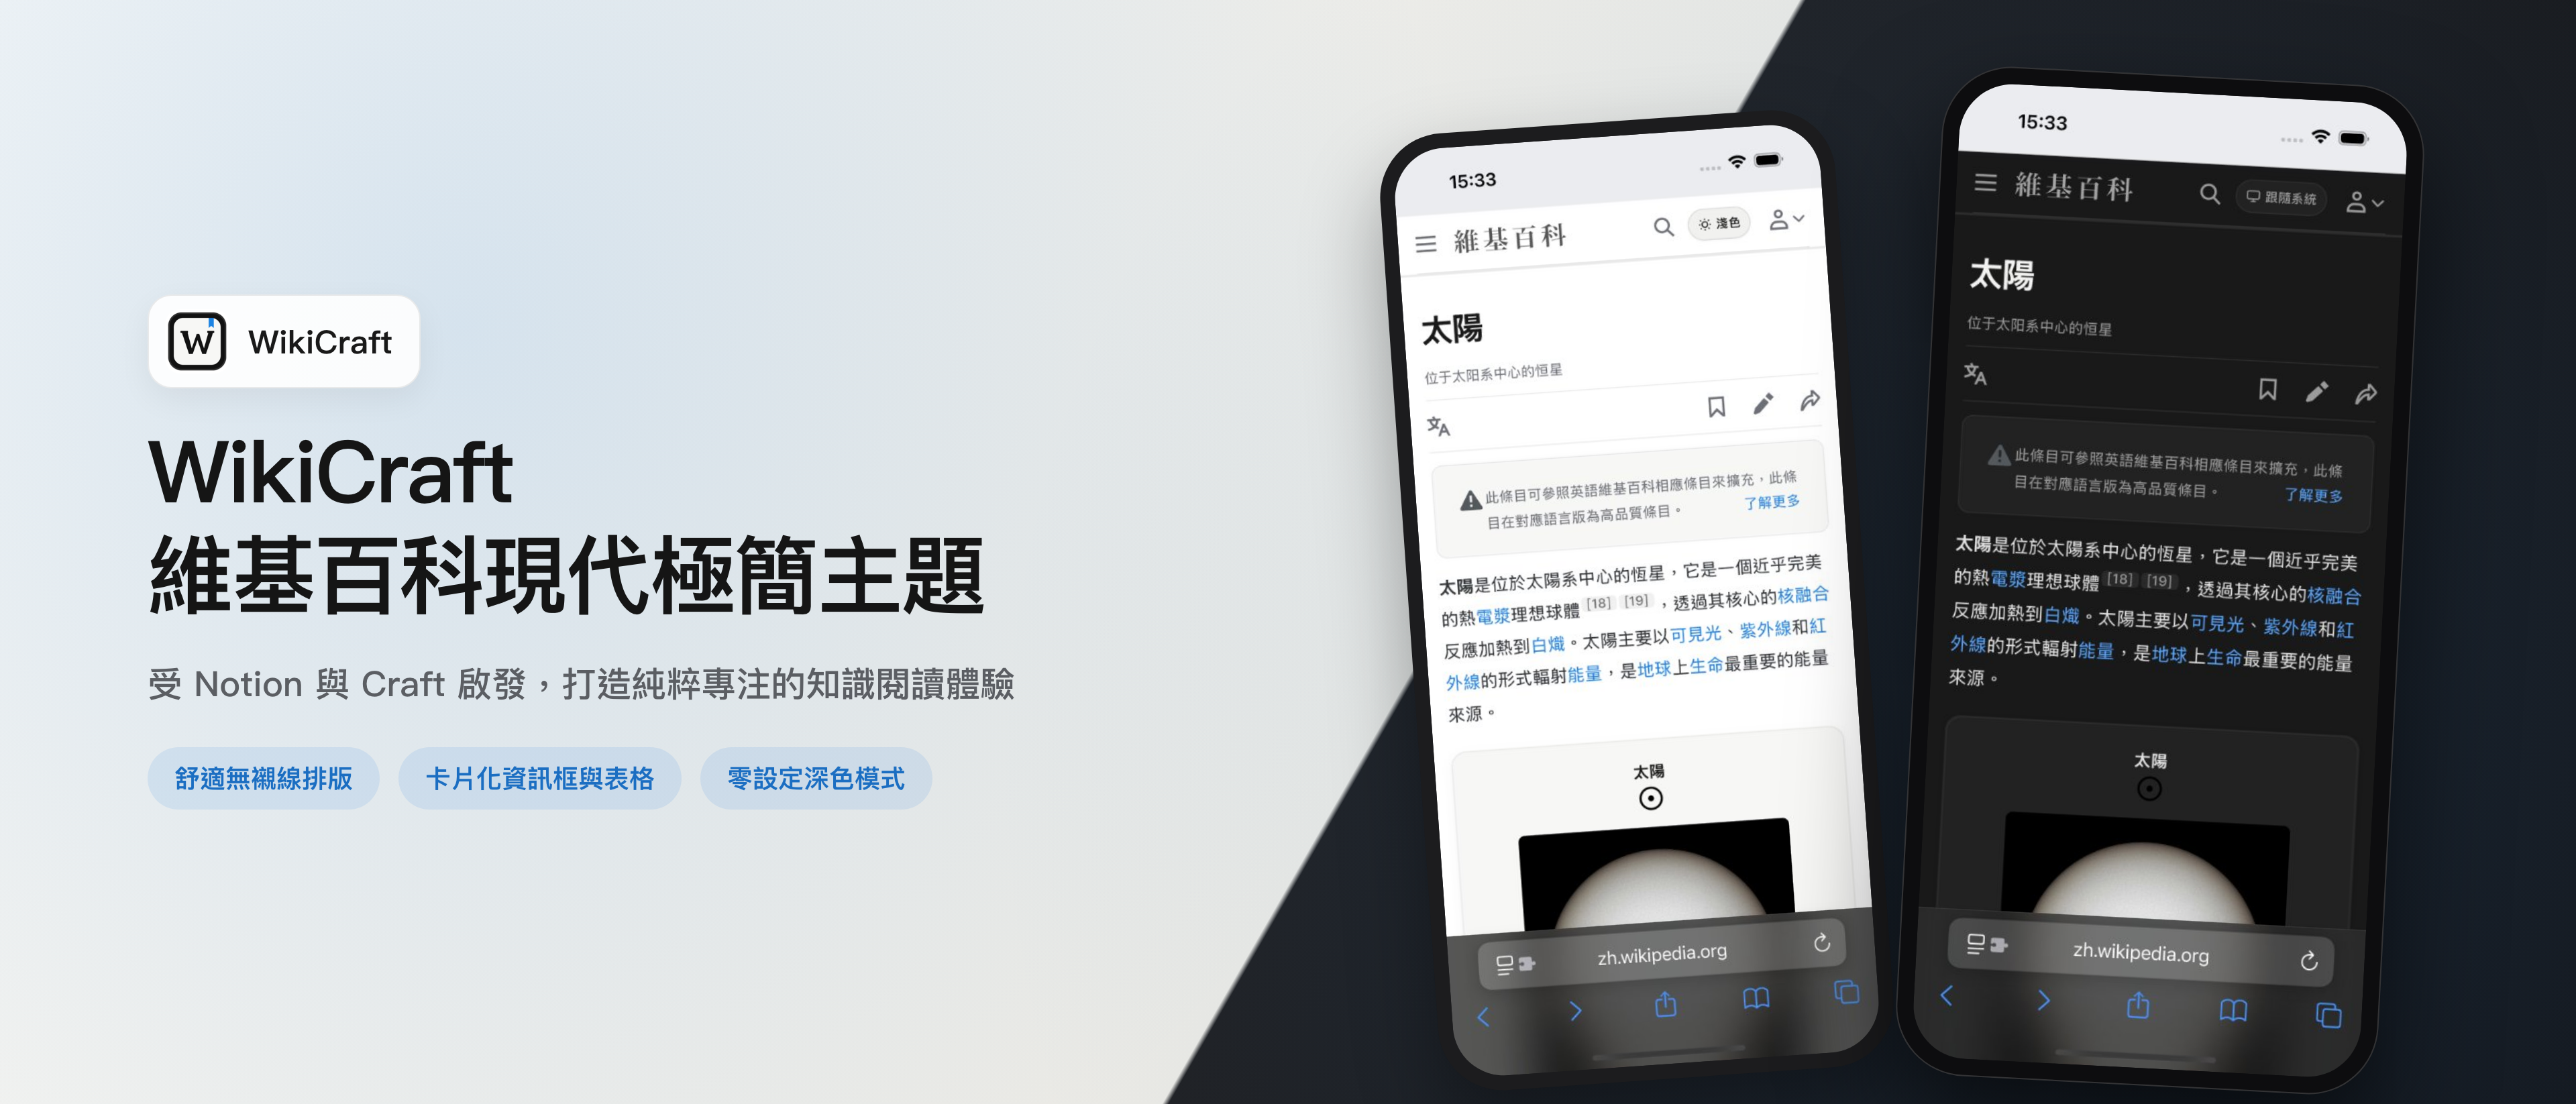 W
WikiCraft
WikiCraft
維基百科現代極簡主題
受 Notion 與 Craft 啟發，打造純粹專注的知識閱讀體驗
舒適無襯線排版
卡片化資訊框與表格
零設定深色模式
15:33
維基百科
淺色
太陽
位于太阳系中心的恒星
文A
此條目可參照英語維基百科相應條目來擴充，此條
目在對應語言版為高品質條目。
了解更多
太陽是位於太陽系中心的恆星，它是一個近乎完美
的熱電漿理想球體[18][19]，透過其核心的核融合
反應加熱到白熾。太陽主要以可見光、紫外線和紅
外線的形式輻射能量，是地球上生命最重要的能量
來源。
太陽
zh.wikipedia.org
15:33
維基百科
跟隨系統
太陽
位于太阳系中心的恒星
文A
此條目可參照英語維基百科相應條目來擴充，此條
目在對應語言版為高品質條目。
了解更多
太陽是位於太陽系中心的恆星，它是一個近乎完美
的熱電漿理想球體[18][19]，透過其核心的核融合
反應加熱到白熾。太陽主要以可見光、紫外線和紅
外線的形式輻射能量，是地球上生命最重要的能量
來源。
太陽
zh.wikipedia.org